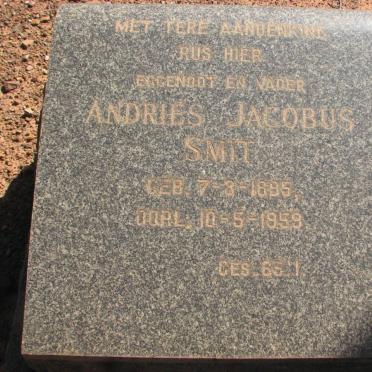 MET TERE AANDENKING
RUS HIER
EGGENOOT EN VADER
ANDRIES JACOBUS
SMIT
GEB. 7-3-1895,
OORL. 10-5-1959.
GES. 66:1